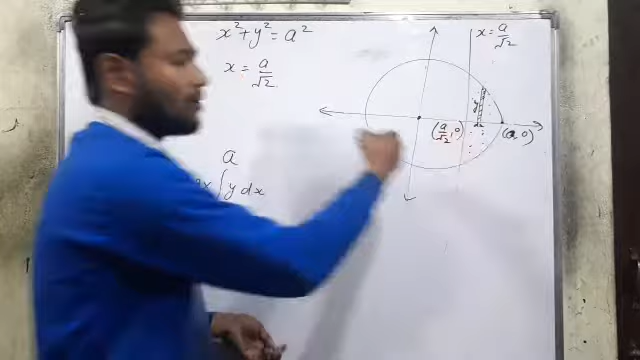 x² + y² = a²
x = a/√2
a
∫ y dx
x = a/√2
y
(a/√2, 0)
(a, 0)